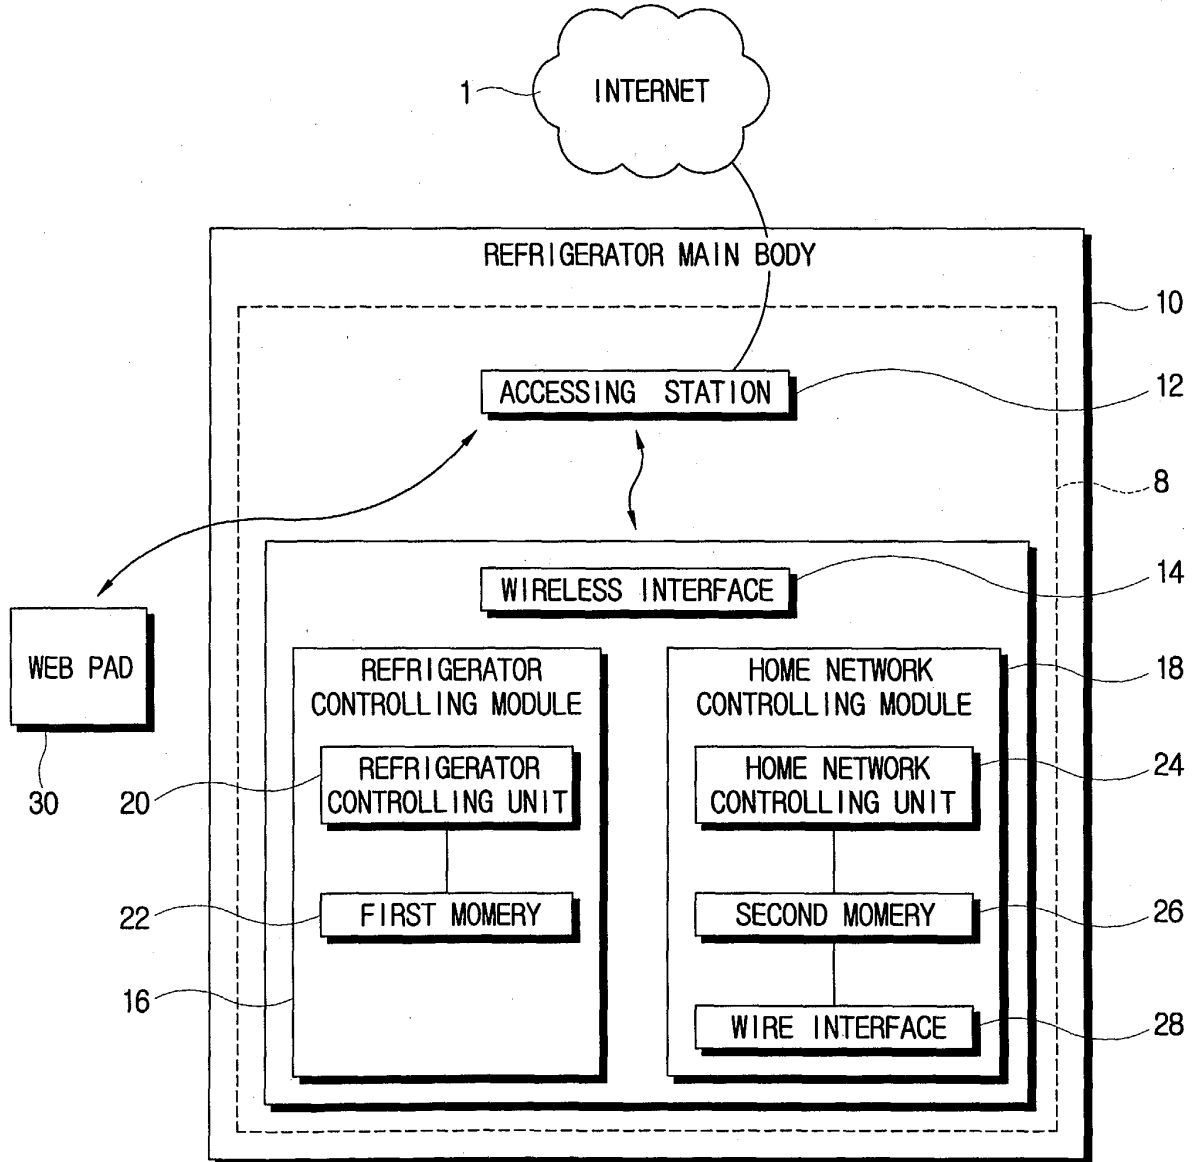 1
INTERNET
REFRIGERATOR MAIN BODY
10
ACCESSING STATION
12
8
WIRELESS INTERFACE
14
WEB PAD
30
REFRIGERATOR
CONTROLLING MODULE
HOME NETWORK
CONTROLLING MODULE
18
20
REFRIGERATOR
CONTROLLING UNIT
HOME NETWORK
CONTROLLING UNIT
24
22
FIRST MOMERY
SECOND MOMERY
26
16
WIRE INTERFACE
28